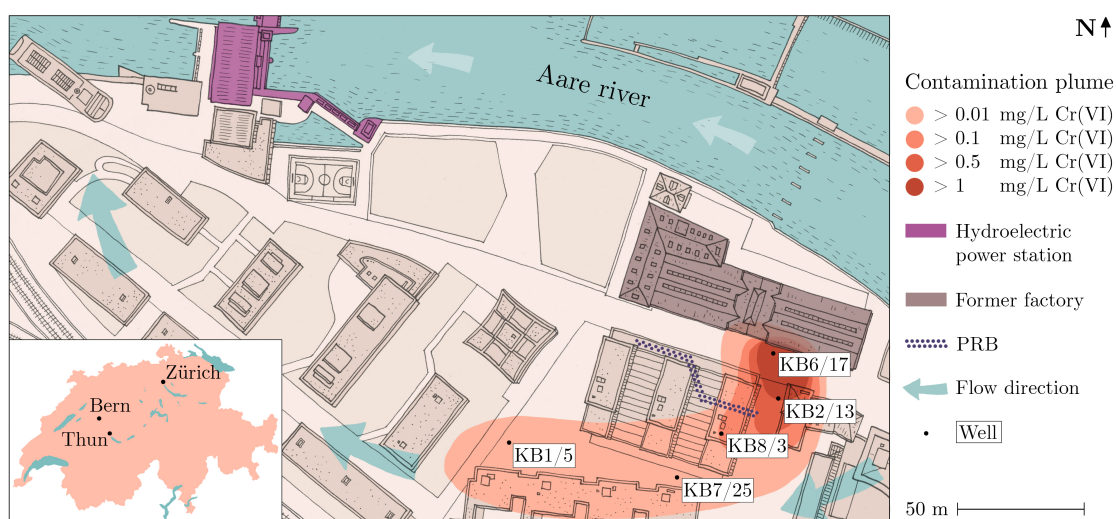 N
Aare river
KB6/17
KB2/13
KB8/3
KB1/5
KB7/25
Zürich
Bern
Thun
Contamination plume
> 0.01 mg/L Cr(VI)
> 0.1 mg/L Cr(VI)
> 0.5 mg/L Cr(VI)
> 1 mg/L Cr(VI)
Hydroelectric
power station
Former factory
PRB
Flow direction
Well
50 m